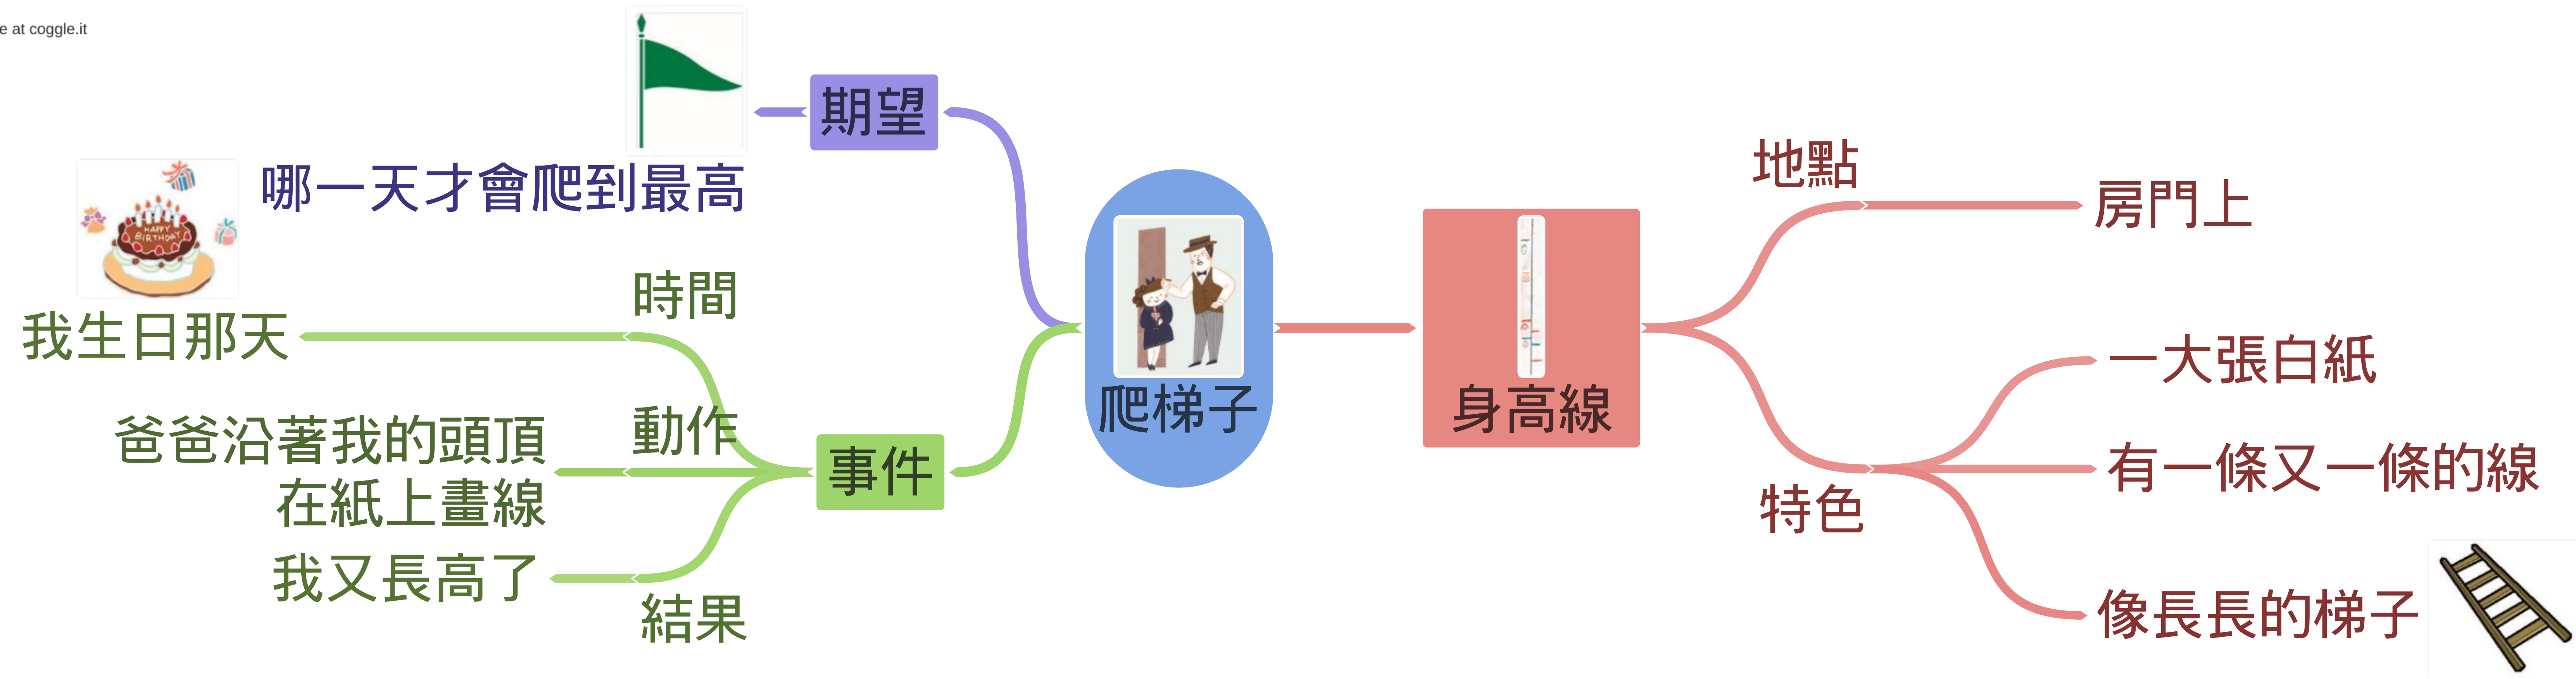 e at coggle.it
期望
哪一天才會爬到最高
HAPPY
BIRTHDAY
時間
我生日那天
動作
爸爸沿著我的頭頂
在紙上畫線
事件
結果
我又長高了
爬梯子
身高線
地點
房門上
特色
一大張白紙
有一條又一條的線
像長長的梯子